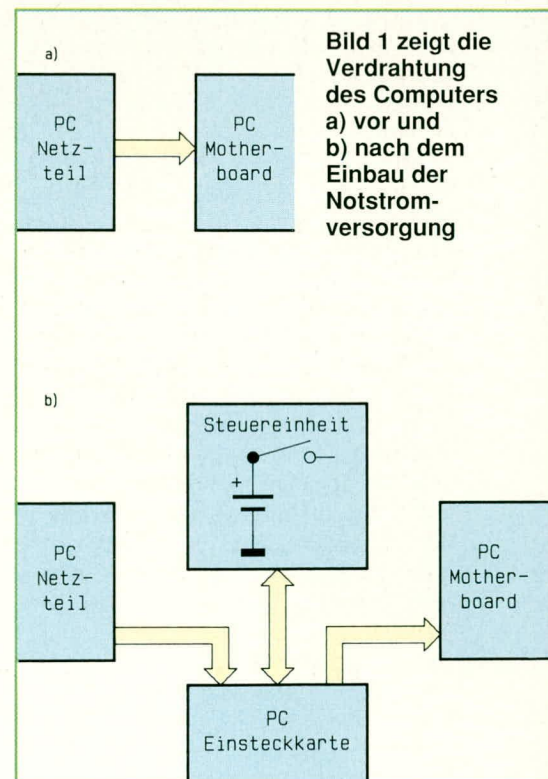 a)
PC
Netz-
teil
PC
Mother-
board
Bild 1 zeigt die
Verdrahtung
des Computers
a) vor und
b) nach dem
Einbau der
Notstrom-
versorgung
b)
Steuereinheit
+
PC
Netz-
teil
PC
Mother-
board
PC
Einsteckkarte